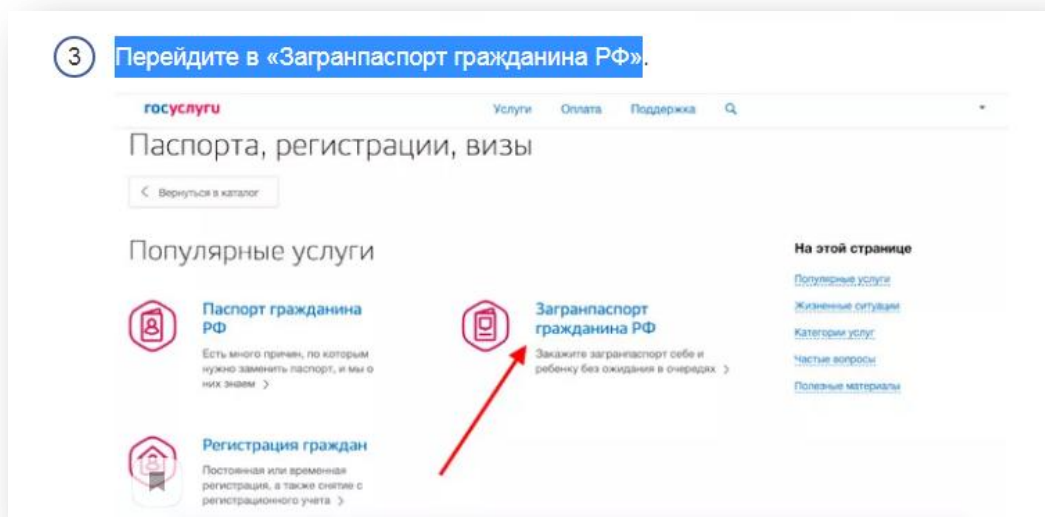 3 Перейдите в «Загранпаспорт гражданина РФ».
госуслуги Услуги Оплата Поддержка
Паспорта, регистрации, визы
Вернуться в каталог
Популярные услуги
На этой странице
Популярные услуги
Жизненные ситуации
Категории услуг
Частые вопросы
Полезные материалы
Паспорт гражданина
РФ
Есть много причин, по которым
нужно заменить паспорт, и мы о
них знаем >
Загранпаспорт
гражданина РФ
Закажите загранпаспорт себе и
ребенку без ожидания в очередях >
Регистрация граждан
Постоянная или временная
регистрация, а также снятие с
регистрационного учета >